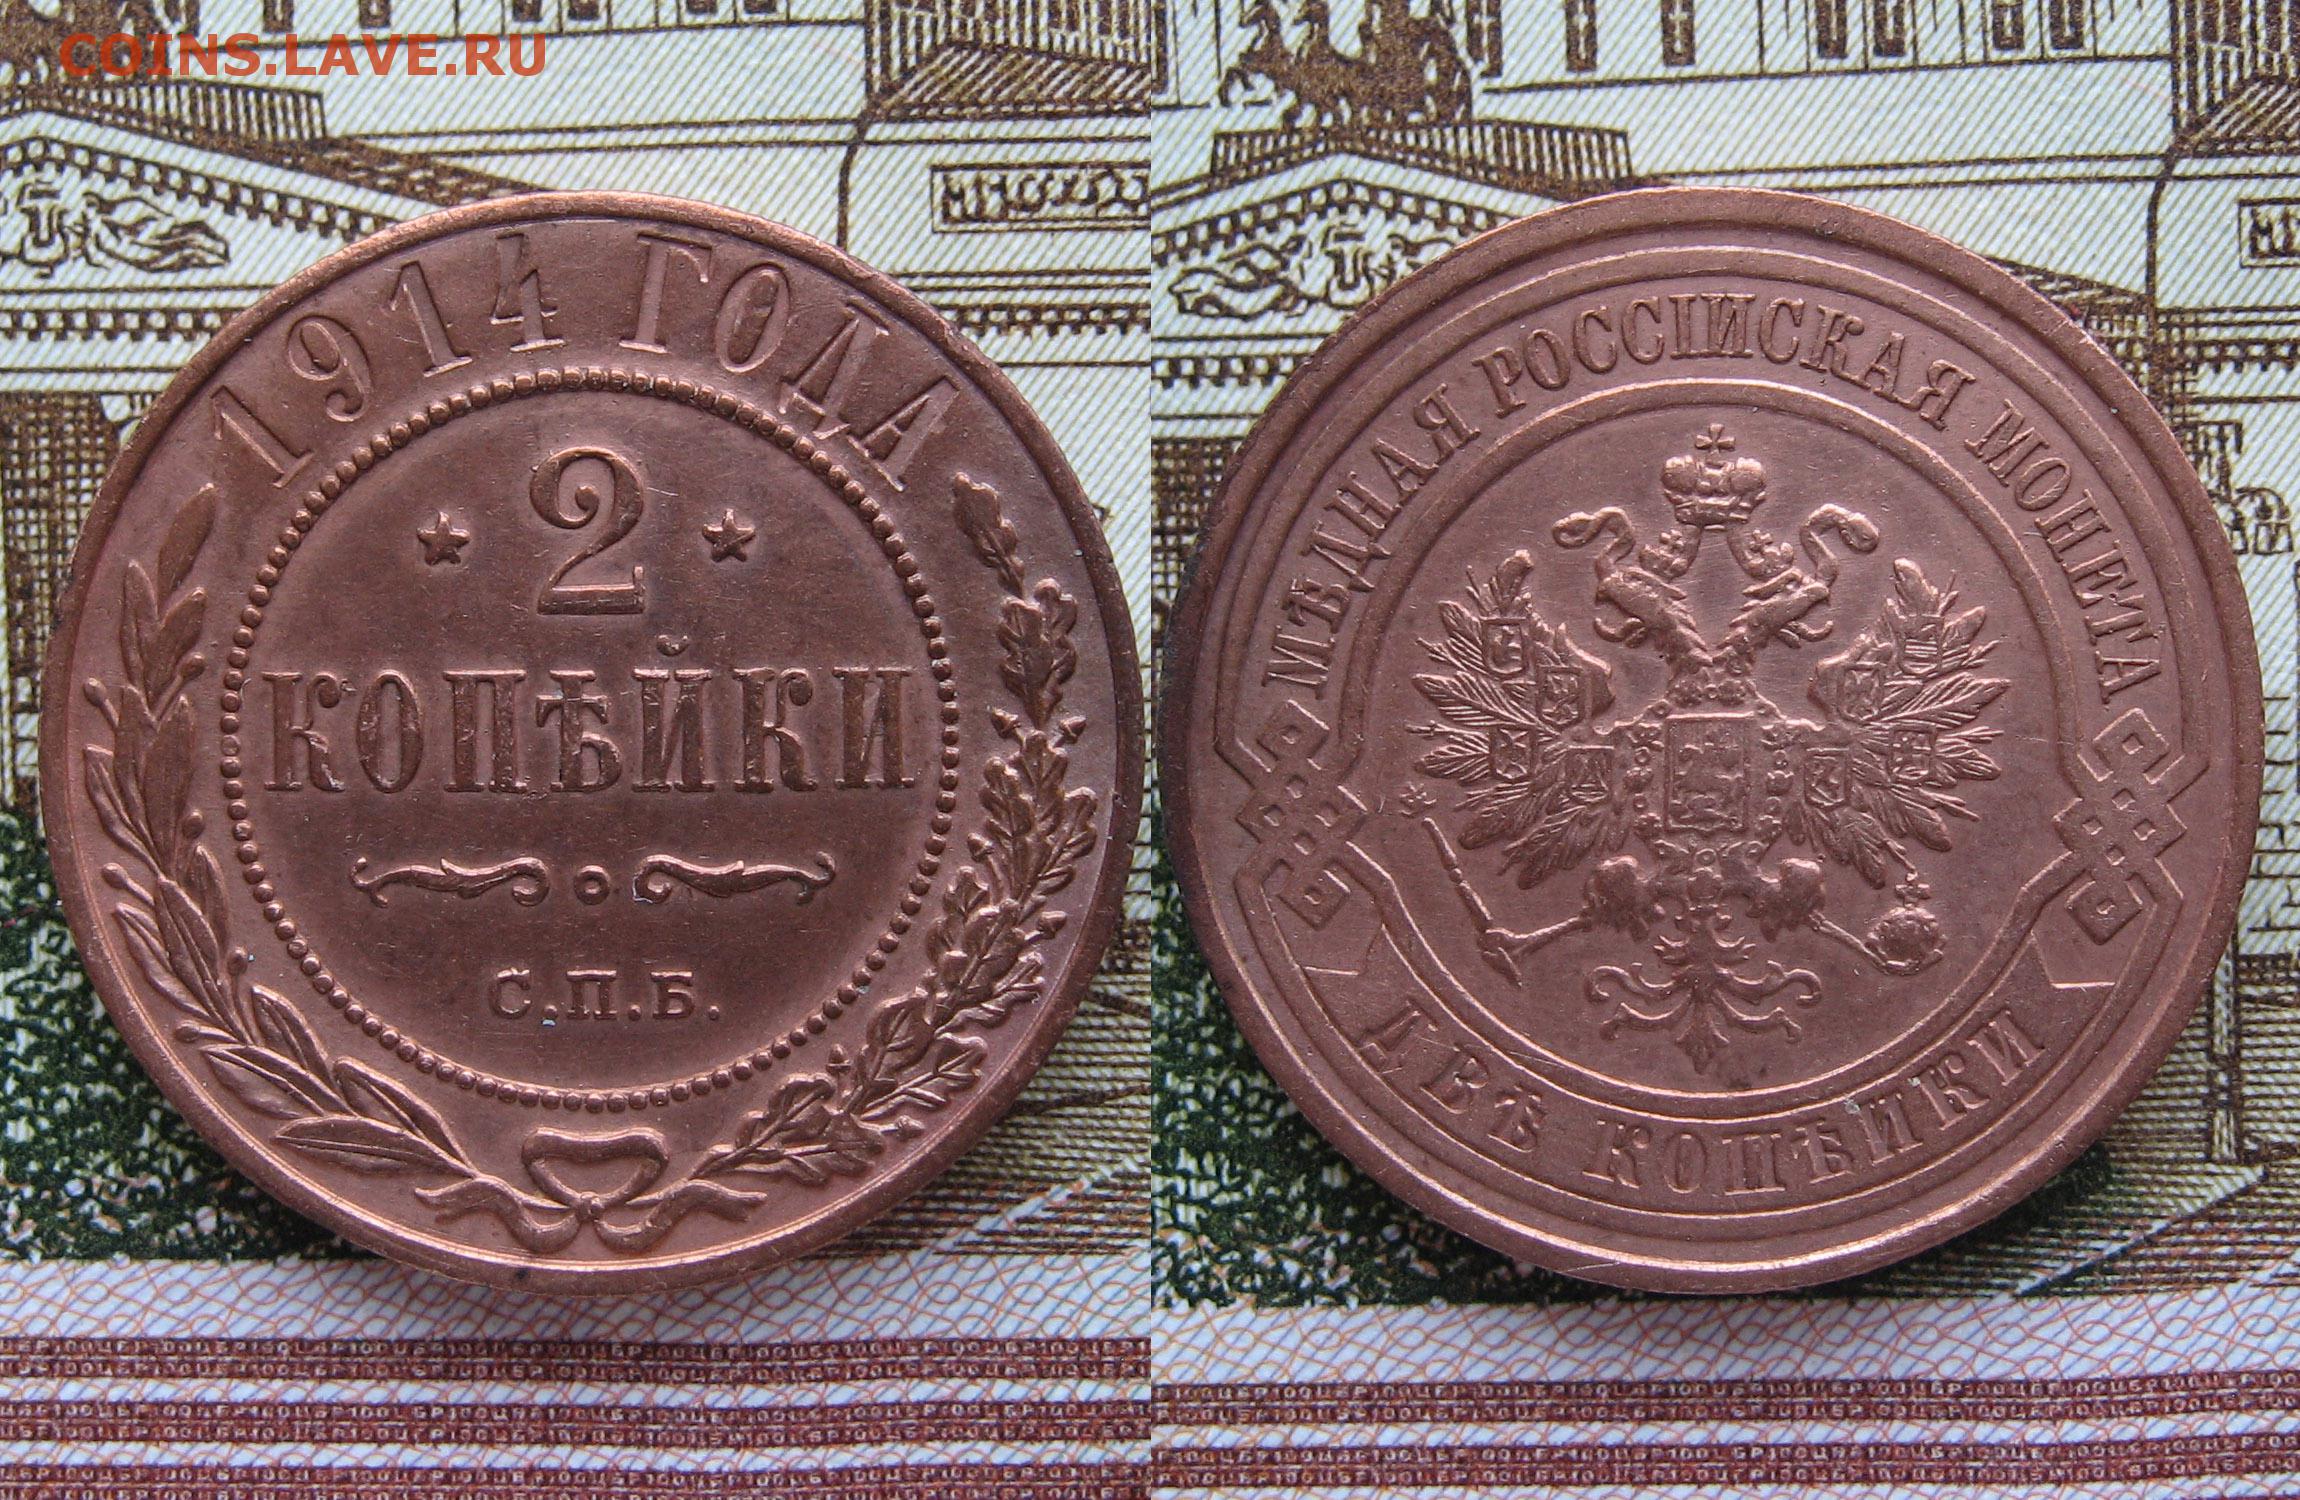 COINS.LAVE.RU
1914 ГОДА
2
КОПѢЙКИ
С.П.Б.
МѢДНАЯ РОССІЙСКАЯ МОНЕТА
ДВѢ КОПѢЙКИ